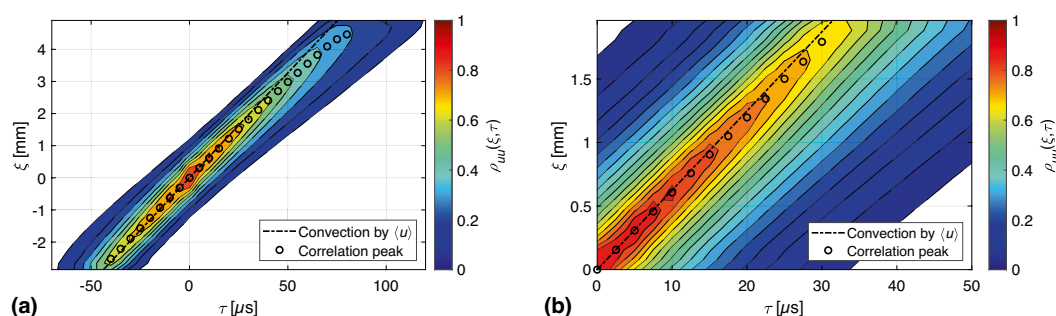 4
3
2
1
0
-1
-2
ξ [mm]
-50
0
50
100
τ [μs]
Convection by ⟨u⟩
Correlation peak
1
0.8
0.6
0.4
0.2
0
ρuu(ξ,τ)
(a)
1.5
1
0.5
0
ξ [mm]
0
10
20
30
40
50
τ [μs]
Convection by ⟨u⟩
Correlation peak
1
0.8
0.6
0.4
0.2
0
ρuu(ξ,τ)
(b)